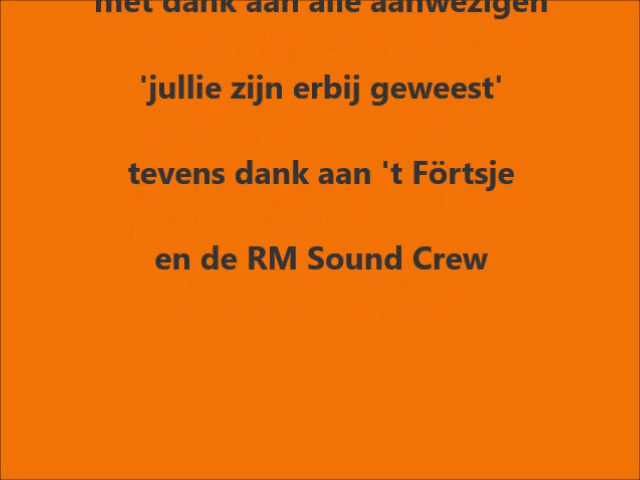 met dank aan alle aanwezigen
'jullie zijn erbij geweest'
tevens dank aan 't Förtsje
en de RM Sound Crew